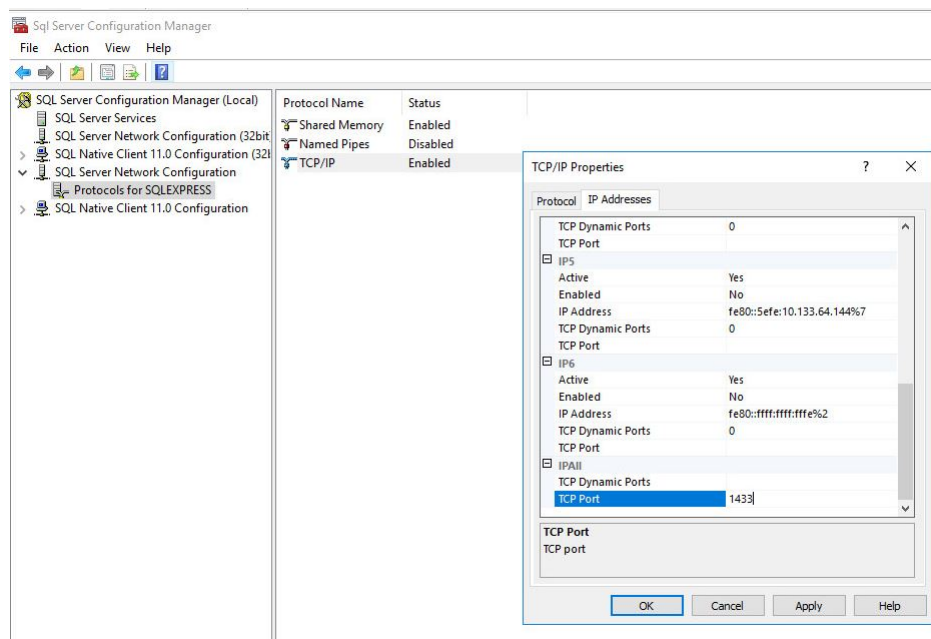 Sql Server Configuration Manager
File Action View Help
SQL Server Configuration Manager (Local)
SQL Server Services
SQL Server Network Configuration (32bit
SQL Native Client 11.0 Configuration (32b
SQL Server Network Configuration
Protocols for SQLEXPRESS
SQL Native Client 11.0 Configuration
Protocol Name Status
Shared Memory Enabled
Named Pipes Disabled
TCP/IP Enabled
TCP/IP Properties ? X
Protocol IP Addresses
TCP Dynamic Ports 0
TCP Port
IP5
Active Yes
Enabled No
IP Address fe80::5efe:10.133.64.144%7
TCP Dynamic Ports 0
TCP Port
IP6
Active Yes
Enabled No
IP Address fe80::ffff:ffff:fffe%2
TCP Dynamic Ports 0
TCP Port
IPAll
TCP Dynamic Ports
TCP Port 1433
TCP Port
TCP port
OK Cancel Apply Help